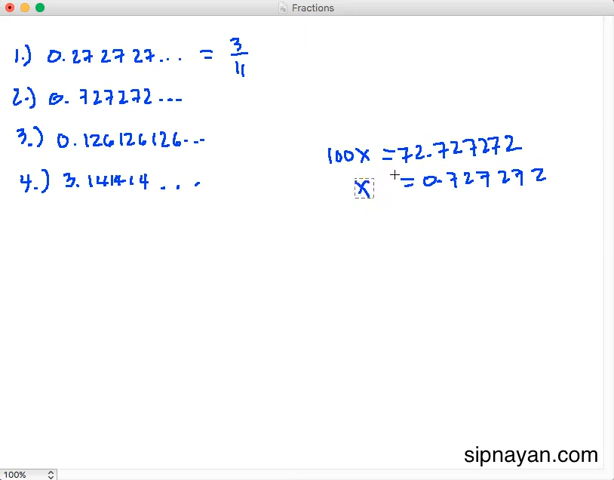 Fractions
1.) 0.272727... = 3/11
2.) 0.727272...
3.) 0.126126126...
4.) 3.141414...
100x = 72.727272
x = 0.727272
sipnayan.com
100%